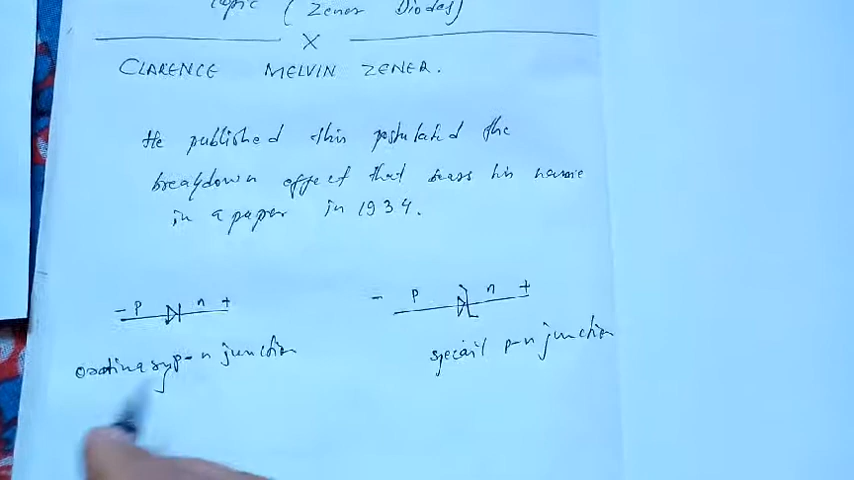 Topic ( Zener Diodes)
X
CLARENCE MELVIN ZENER.
He published this postulated the
breakdown effect that bears his name
in a paper in 1934.
- P n +
- P n +
p-n junction
special p-n junction